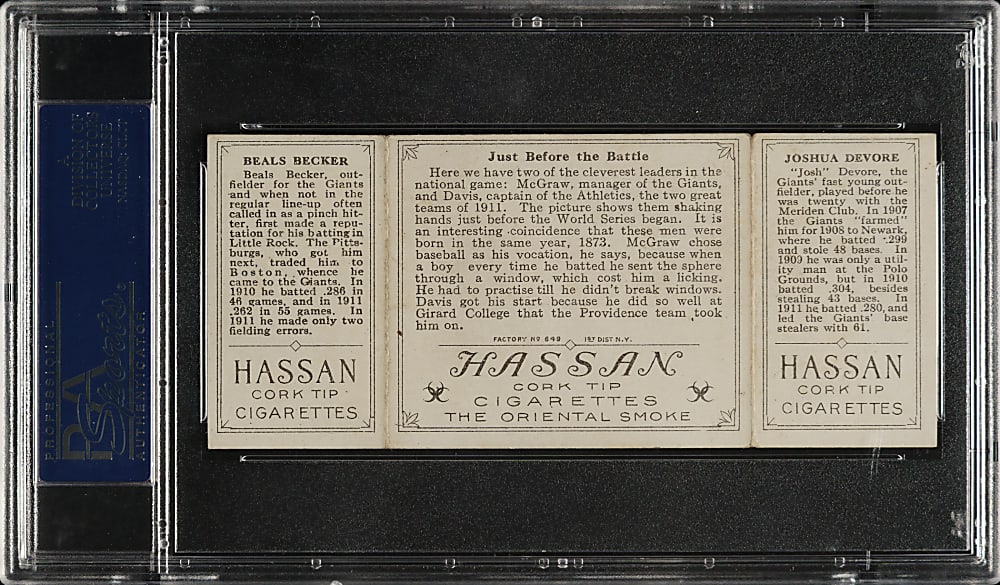 BEALS BECKER
Beals Becker, out-
fielder for the Giants
and when not in the
regular line-up often
called in as a pinch hit-
ter, first made a repu-
tation for his batting in
Little Rock. The Pitts-
burgs, who got him
next, traded him to
Boston, whence he
came to the Giants. In
1910 he batted .286 in
46 games, and in 1911
.262 in 55 games. In
1911 he made only two
fielding errors.
HASSAN
CORK TIP
CIGARETTES
Just Before the Battle
Here we have two of the cleverest leaders in the
national game: McGraw, manager of the Giants,
and Davis, captain of the Athletics, the two great
teams of 1911. The picture shows them shaking
hands just before the World Series began. It is
an interesting coincidence that these men were
born in the same year, 1873. McGraw chose
baseball as his vocation, he says, because when
a boy every time he batted he sent the sphere
through a window, which cost him a licking.
He had to practise till he didn't break windows.
Davis got his start because he did so well at
Girard College that the Providence team took
him on.
FACTORY No 649 1ST DIST N.Y.
HASSAN
CORK TIP
CIGARETTES
THE ORIENTAL SMOKE
JOSHUA DEVORE
"Josh" Devore, the
Giants' fast young out-
fielder, played before he
was twenty with the
Meriden Club. In 1907
the Giants "farmed"
him for 1908 to Newark,
where he batted .299
and stole 48 bases. In
1909 he was only a util-
ity man at the Polo
Grounds, but in 1910
batted .304, besides
stealing 43 bases. In
1911 he batted .280, and
led the Giants' base
stealers with 61.
HASSAN
CORK TIP
CIGARETTES
PROFESSIONAL
PSA
Sports
AUTHENTICATOR
A
DIVISION OF
COLLECTORS
UNIVERSE
NASDAQ: CLCT